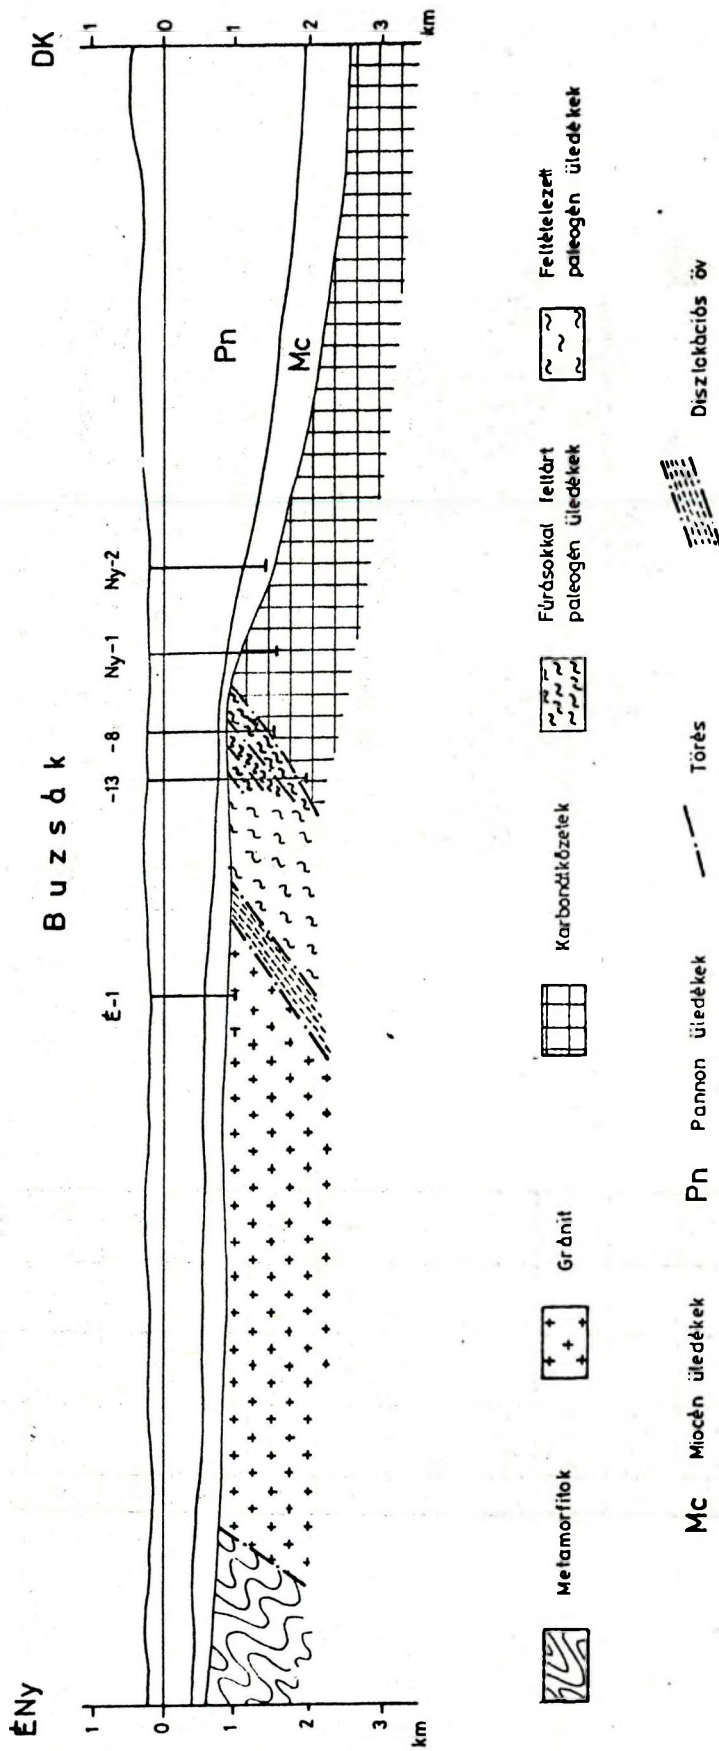 Buzsák
ÉNy
DK
É-1
-13
-8
Ny-1
Ny-2
1
0
1
2
3
km
1
0
1
2
3
km
Pn
Mc
Metamorfitok
Gránit
Karbonátkőzetek
Fúrásokkal feltárt
paleogén üledékek
Feltételezett
paleogén üledékek
Mc Miocén üledékek
Pn Pannon üledékek
Törés
Diszlokációs öv